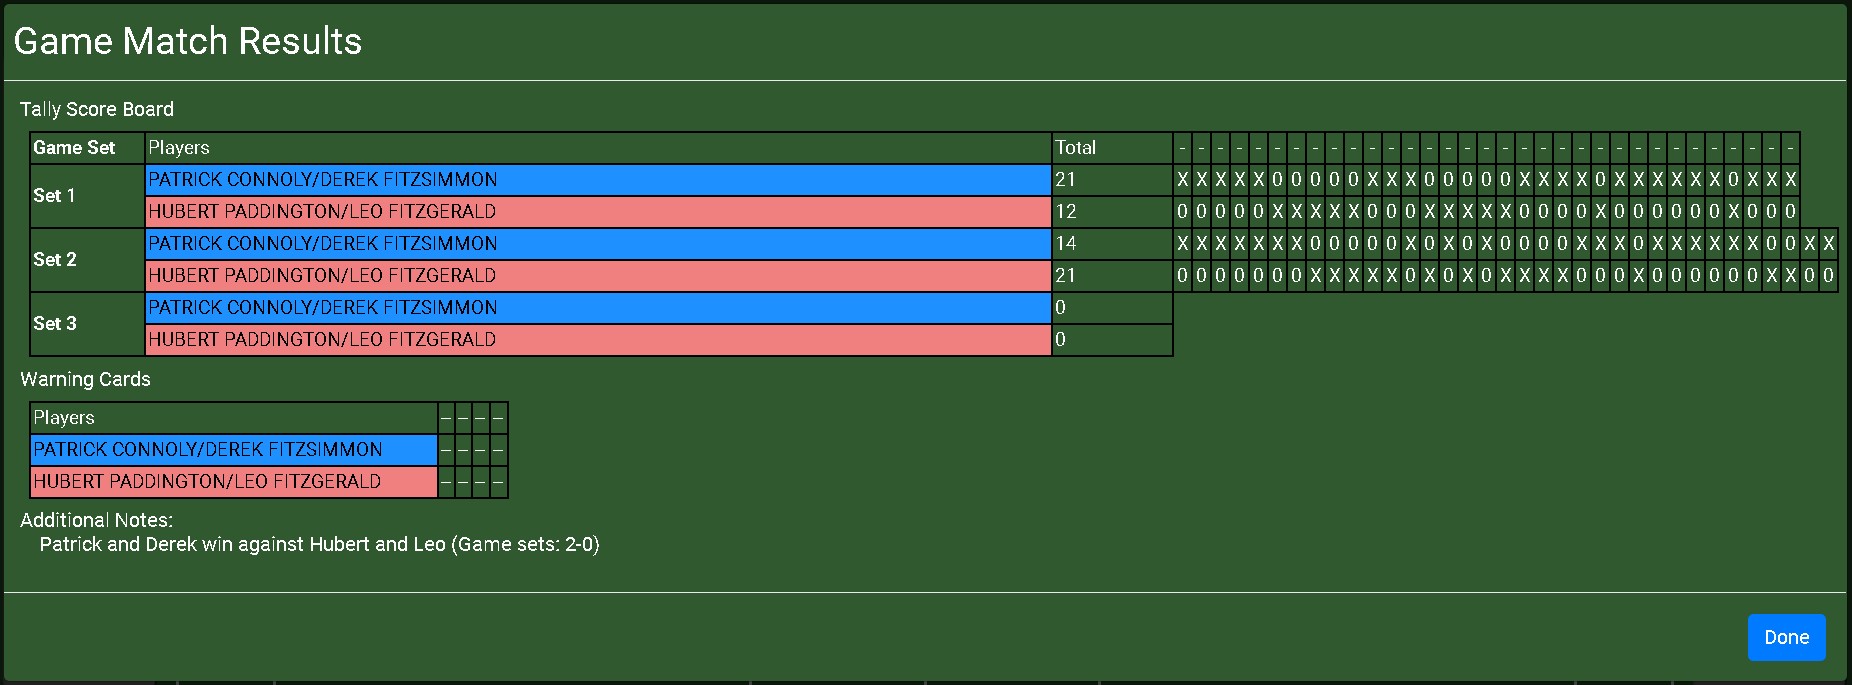 Game Match Results
Tally Score Board
Game Set Players Total - - - - - - - - - - - - - - - - - - - - - - - - - - - - - - - - -
Set 1
PATRICK CONNOLY/DEREK FITZSIMMON 21 X X X X X 0 0 0 0 0 X X X 0 0 0 0 0 X X X X 0 X X X X X X 0 X X X
HUBERT PADDINGTON/LEO FITZGERALD 12 0 0 0 0 0 X X X X X 0 0 0 X X X X X 0 0 0 0 X 0 0 0 0 0 0 X 0 0 0
Set 2
PATRICK CONNOLY/DEREK FITZSIMMON 14 X X X X X X X 0 0 0 0 0 X 0 X 0 X 0 0 0 0 X X X 0 X X X X X X 0 0 X X
HUBERT PADDINGTON/LEO FITZGERALD 21 0 0 0 0 0 0 0 X X X X X 0 X 0 X 0 X X X X 0 0 0 X 0 0 0 0 0 0 X X 0 0
Set 3
PATRICK CONNOLY/DEREK FITZSIMMON 0
HUBERT PADDINGTON/LEO FITZGERALD 0
Warning Cards
Players – – – –
PATRICK CONNOLY/DEREK FITZSIMMON – – – –
HUBERT PADDINGTON/LEO FITZGERALD – – – –
Additional Notes:
Patrick and Derek win against Hubert and Leo (Game sets: 2-0)
Done